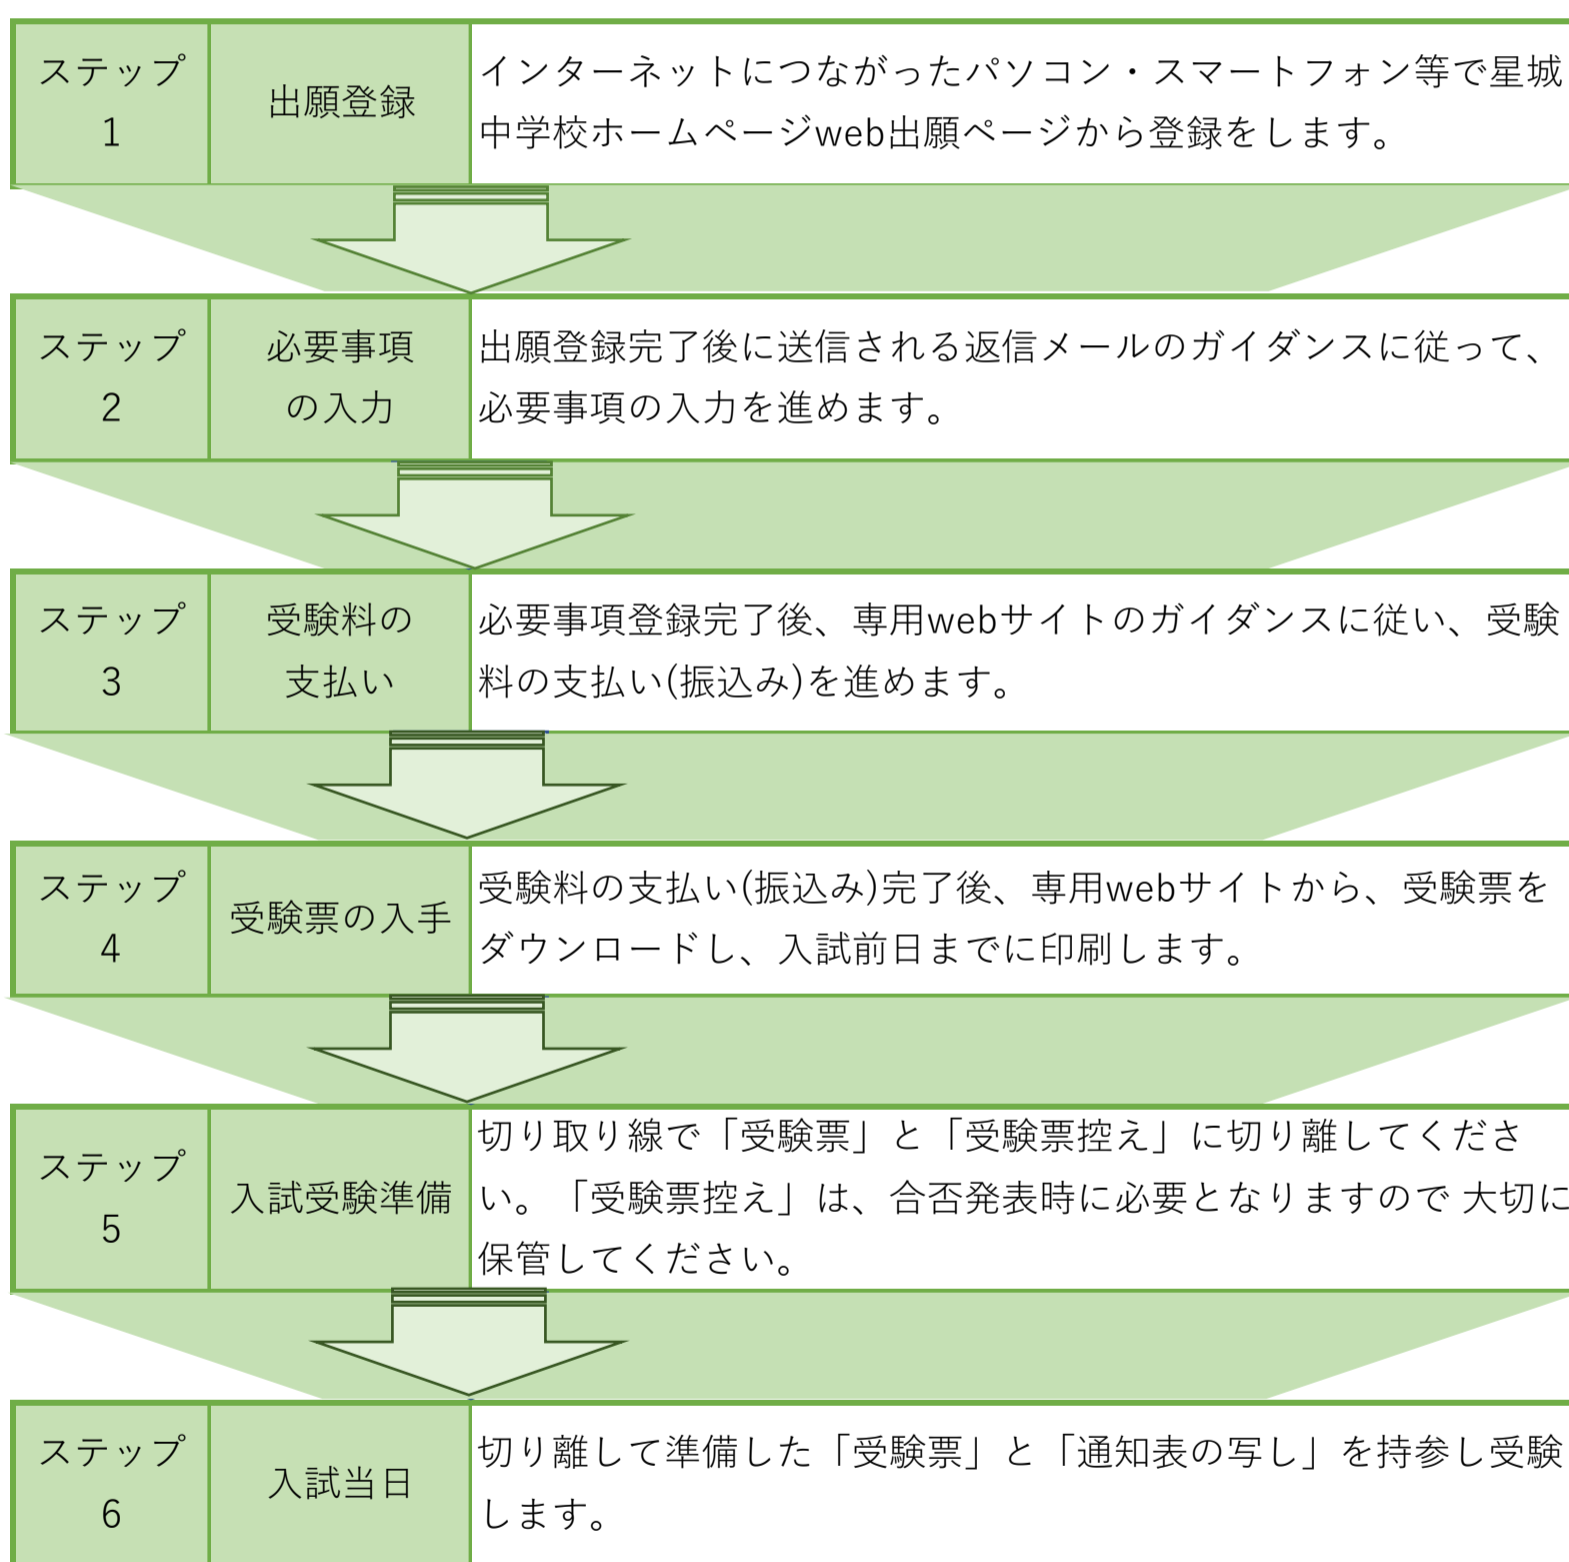 ステップ
1
出願登録
インターネットにつながったパソコン・スマートフォン等で星城
中学校ホームページweb出願ページから登録をします。
ステップ
2
必要事項
の入力
出願登録完了後に送信される返信メールのガイダンスに従って、
必要事項の入力を進めます。
ステップ
3
受験料の
支払い
必要事項登録完了後、専用webサイトのガイダンスに従い、受験
料の支払い(振込み)を進めます。
ステップ
4
受験票の入手
受験料の支払い(振込み)完了後、専用webサイトから、受験票を
ダウンロードし、入試前日までに印刷します。
ステップ
5
入試受験準備
切り取り線で「受験票」と「受験票控え」に切り離してくださ
い。「受験票控え」は、合否発表時に必要となりますので 大切に
保管してください。
ステップ
6
入試当日
切り離して準備した「受験票」と「通知表の写し」を持参し受験
します。